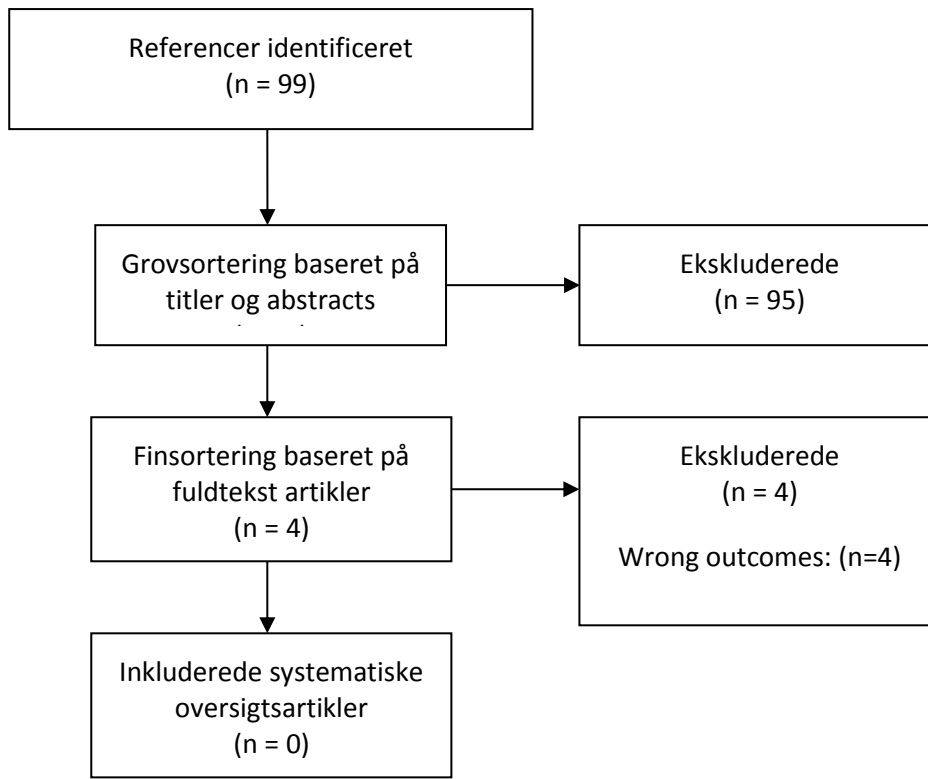 Referencer identificeret
(n = 99)
Grovsortering baseret på
titler og abstracts
Ekskluderede
(n = 95)
Finsortering baseret på
fuldtekst artikler
(n = 4)
Ekskluderede
(n = 4)
Wrong outcomes: (n=4)
Inkluderede systematiske
oversigtsartikler
(n = 0)